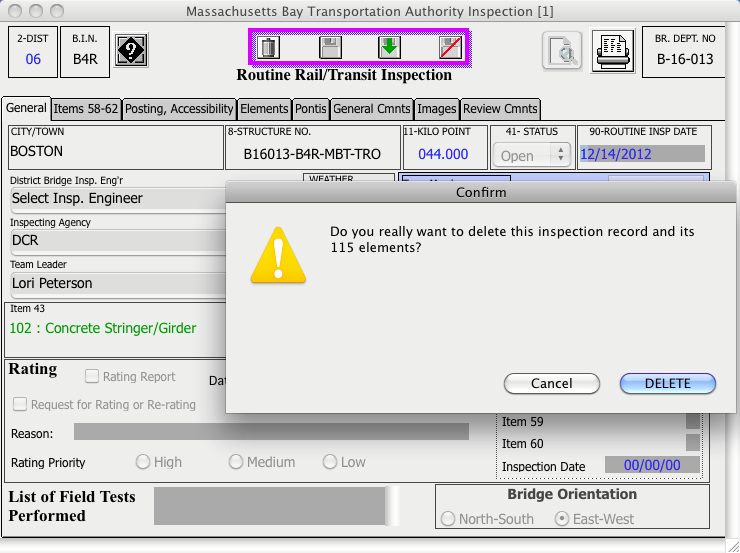 Massachusetts Bay Transportation Authority Inspection [1]
2-DIST
06
B.I.N.
B4R
BR. DEPT. NO
B-16-013
Routine Rail/Transit Inspection
General
Items 58-62
Posting, Accessibility
Elements
Pontis
General Cmnts
Images
Review Cmnts
CITY/TOWN
BOSTON
8-STRUCTURE NO.
B16013-B4R-MBT-TRO
11-KILO POINT
044.000
41- STATUS
Open
90-ROUTINE INSP DATE
12/14/2012
District Bridge Insp. Eng'r
WEATHER
Select Insp. Engineer
Inspecting Agency
DCR
Team Leader
Lori Peterson
Item 43
102 : Concrete Stringer/Girder
Confirm
Do you really want to delete this inspection record and its
115 elements?
Cancel
DELETE
Rating
Rating Report
Request for Rating or Re-rating
Reason:
Rating Priority
High
Medium
Low
Item 59
Item 60
Inspection Date
00/00/00
List of Field Tests
Performed
Bridge Orientation
North-South
East-West